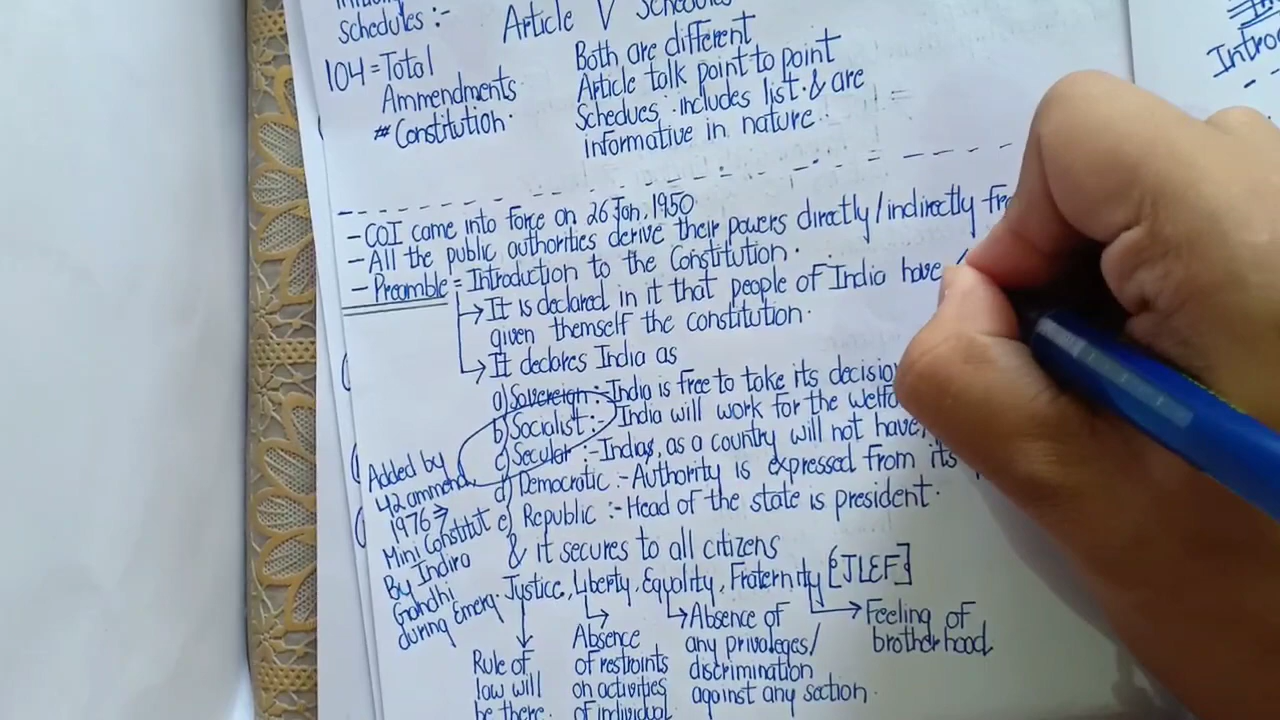 Schedules :-
Article V Schedules
104 = Total
Ammendments
# Constitution.
Both are different
Article talk point to point
Schedues includes list & are
informative in nature.
- COI came into force on 26 Jan, 1950
- All the public authorities derive their powers directly/indirectly
- Preamble = Introduction to the Constitution.
It is declared in it that people of India have
given themself the constitution.
It declares India as
a) Sovereign :- India is free to take its
b) Socialist :- India will work for the
c) Secular :- India, as a country will not have
d) Democratic :- Authority is expressed from its
e) Republic :- Head of the state is president.
Added by
42 ammend
1976 ⇒
Mini Constitut
By Indira
Gandhi
during Emerg.
& it secures to all citizens
Justice, Liberty, Equality, Fraternity [JLEF]
Rule of
law will
be there.
Absence
of restraints
on activities
of individual
Absence of
any privaleges/
discrimination
against any section.
Feeling of
brotherhood.